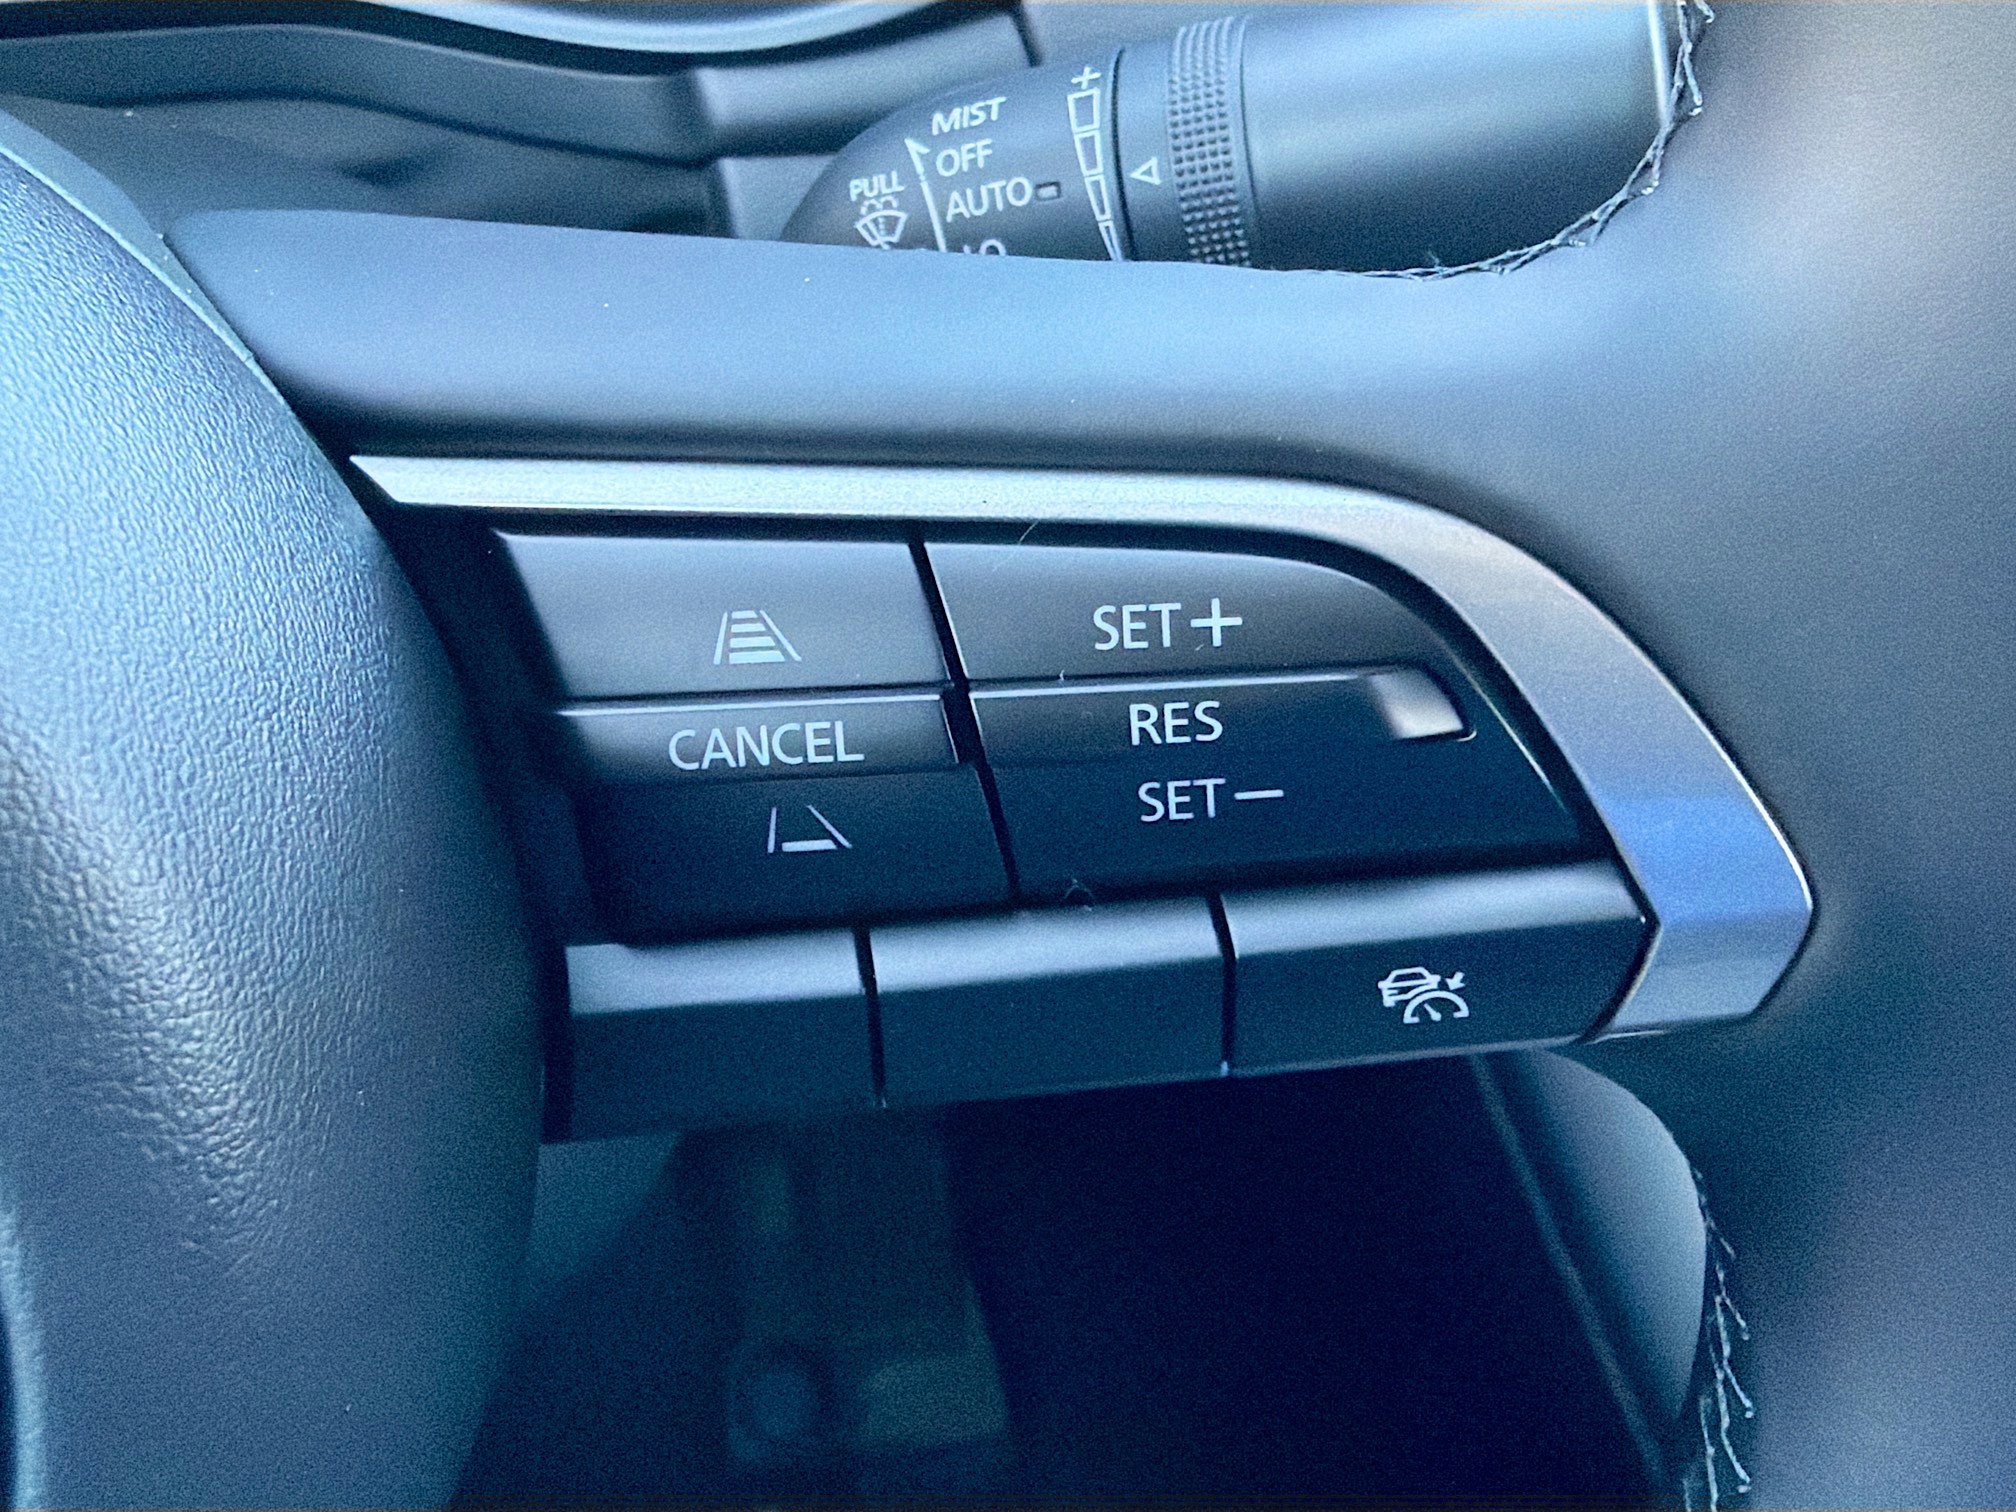 MIST
OFF
PULL
AUTO
SET+
CANCEL
RES
SET−